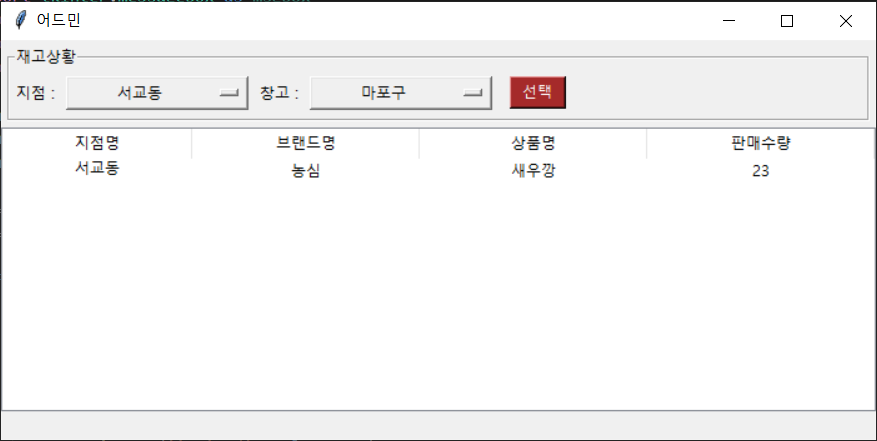 어드민
재고상황
지점 : 서교동 창고 : 마포구 선택
지점명 브랜드명 상품명 판매수량
서교동 농심 새우깡 23